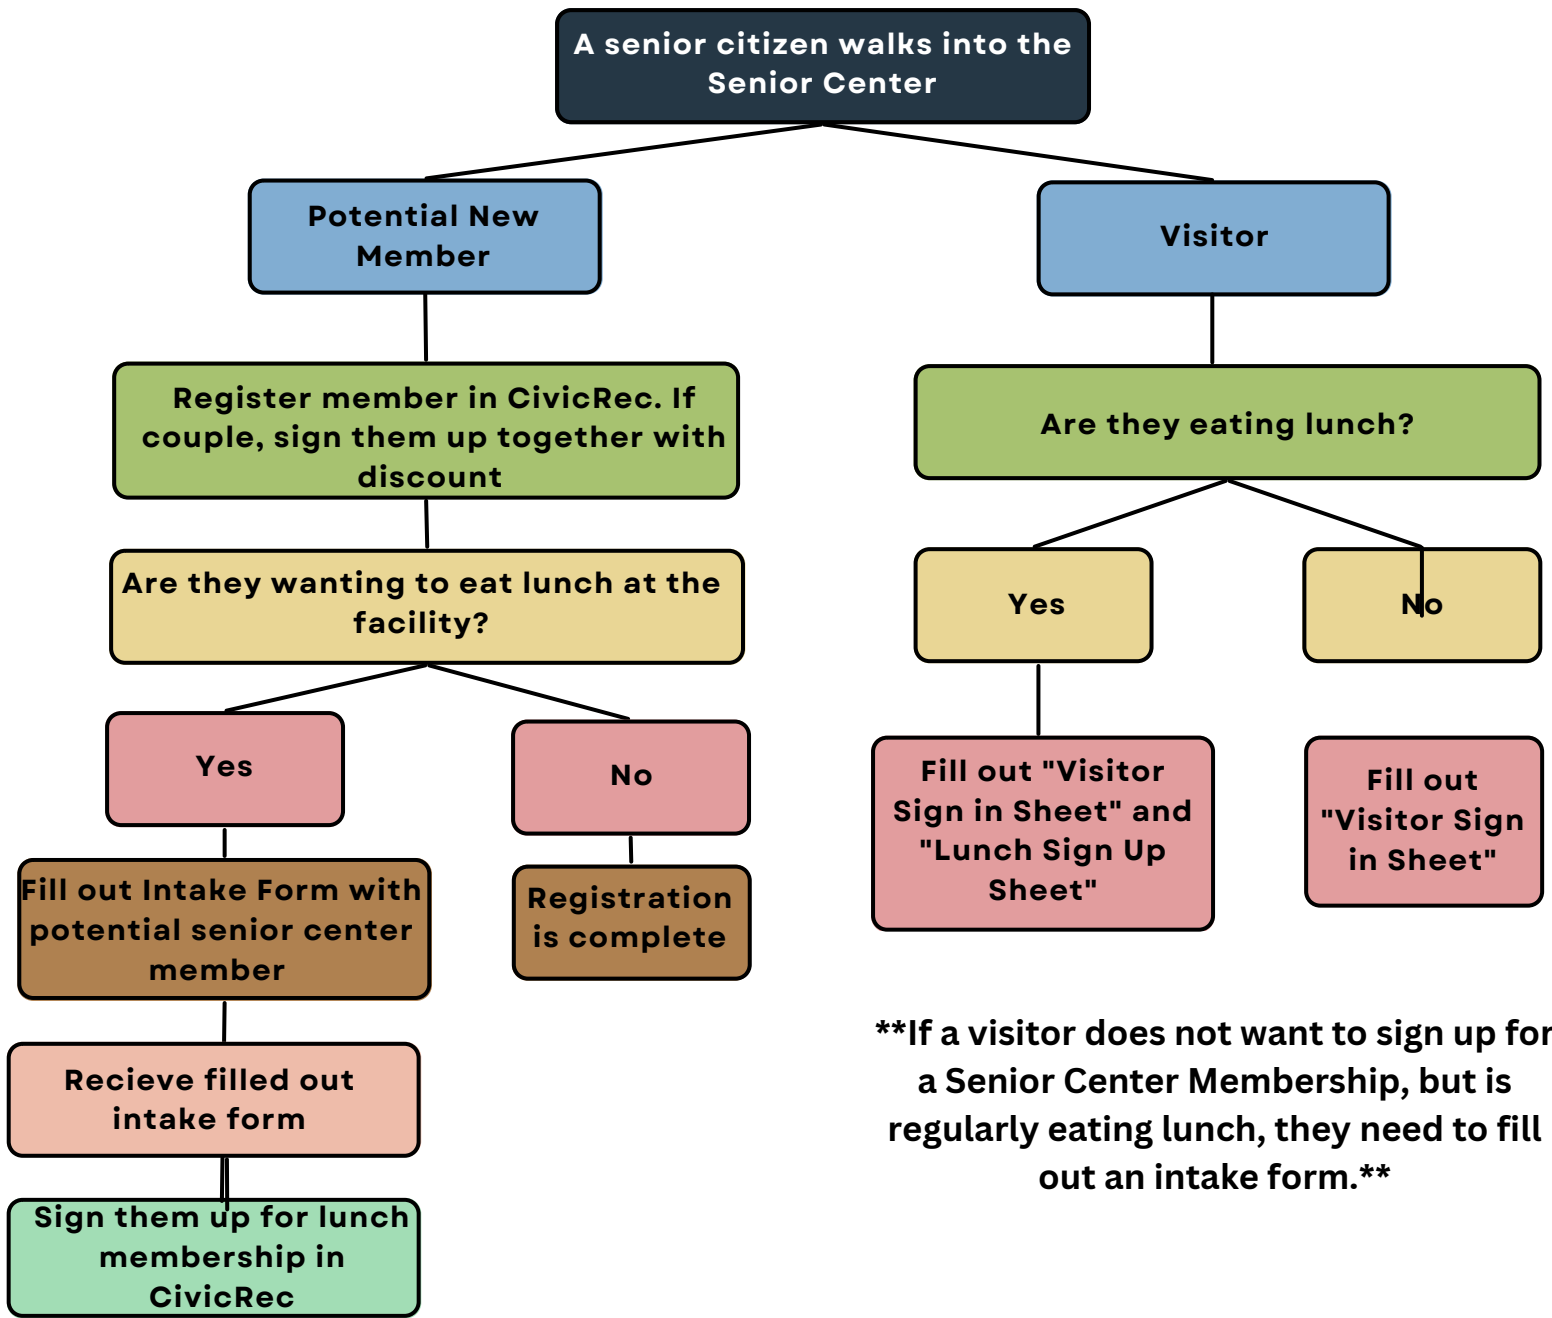 A senior citizen walks into the
Senior Center
Potential New
Member
Visitor
Register member in CivicRec. If
couple, sign them up together with
discount
Are they eating lunch?
Are they wanting to eat lunch at the
facility?
Yes
No
Yes
No
Fill out "Visitor
Sign in Sheet" and
"Lunch Sign Up
Sheet"
Fill out
"Visitor Sign
in Sheet"
Fill out Intake Form with
potential senior center
member
Registration
is complete
Recieve filled out
intake form
Sign them up for lunch
membership in
CivicRec
**If a visitor does not want to sign up for
a Senior Center Membership, but is
regularly eating lunch, they need to fill
out an intake form.**